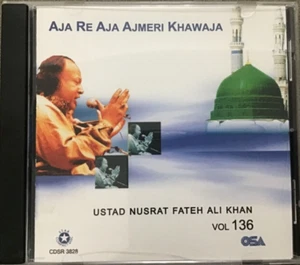 AJA RE AJA AJMERI KHAWAJA
USTAD NUSRAT FATEH ALI KHAN
VOL 136
OSA
CDSR 3828